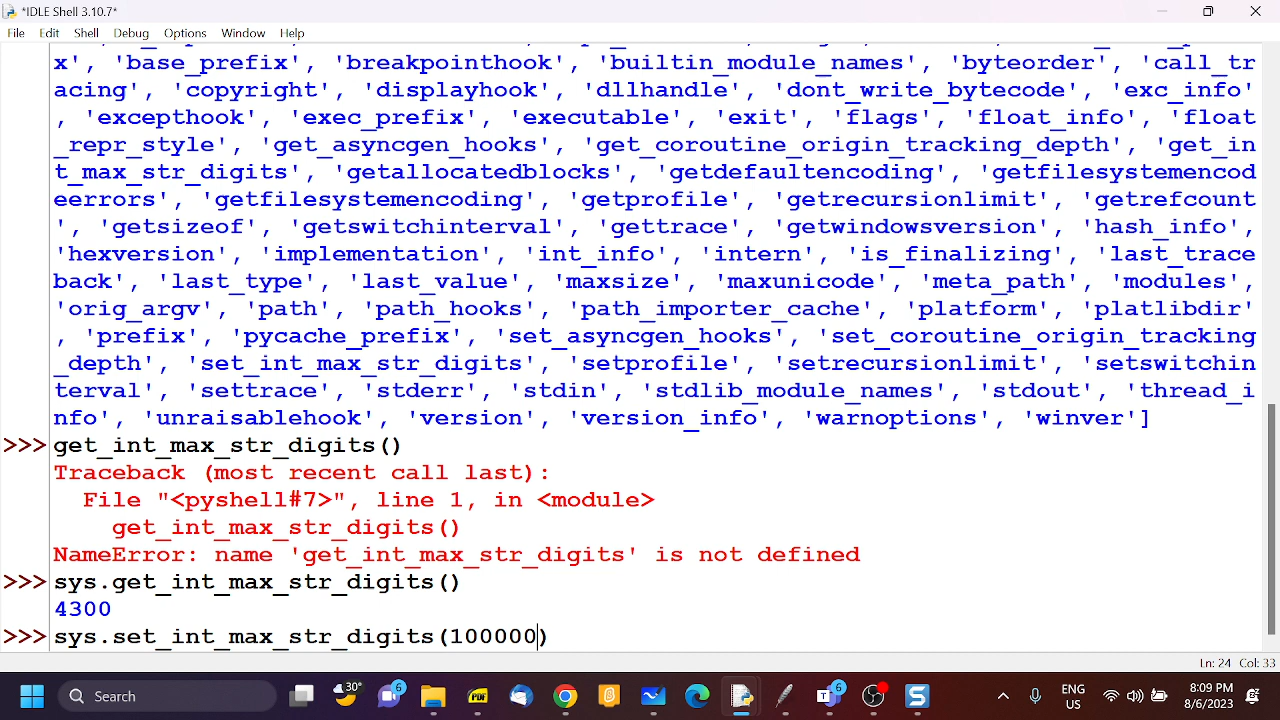 *IDLE Shell 3.10.7*
File Edit Shell Debug Options Window Help
x', 'base_prefix', 'breakpointhook', 'builtin_module_names', 'byteorder', 'call_tr
acing', 'copyright', 'displayhook', 'dllhandle', 'dont_write_bytecode', 'exc_info'
, 'excepthook', 'exec_prefix', 'executable', 'exit', 'flags', 'float_info', 'float
_repr_style', 'get_asyncgen_hooks', 'get_coroutine_origin_tracking_depth', 'get_in
t_max_str_digits', 'getallocatedblocks', 'getdefaultencoding', 'getfilesystemencod
eerrors', 'getfilesystemencoding', 'getprofile', 'getrecursionlimit', 'getrefcount
', 'getsizeof', 'getswitchinterval', 'gettrace', 'getwindowsversion', 'hash_info',
'hexversion', 'implementation', 'int_info', 'intern', 'is_finalizing', 'last_trace
back', 'last_type', 'last_value', 'maxsize', 'maxunicode', 'meta_path', 'modules',
'orig_argv', 'path', 'path_hooks', 'path_importer_cache', 'platform', 'platlibdir'
, 'prefix', 'pycache_prefix', 'set_asyncgen_hooks', 'set_coroutine_origin_tracking
_depth', 'set_int_max_str_digits', 'setprofile', 'setrecursionlimit', 'setswitchin
terval', 'settrace', 'stderr', 'stdin', 'stdlib_module_names', 'stdout', 'thread_i
nfo', 'unraisablehook', 'version', 'version_info', 'warnoptions', 'winver']
>>> get_int_max_str_digits()
Traceback (most recent call last):
File "<pyshell#7>", line 1, in <module>
get_int_max_str_digits()
NameError: name 'get_int_max_str_digits' is not defined
>>> sys.get_int_max_str_digits()
4300
>>> sys.set_int_max_str_digits(100000)
Ln: 24 Col: 33
Search 30° 6 PDF 6 ENG 8:09 PM
US 8/6/2023